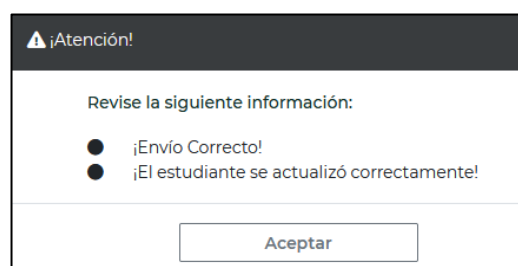 ¡Atención!
Revise la siguiente información:
¡Envío Correcto!
¡El estudiante se actualizó correctamente!
Aceptar